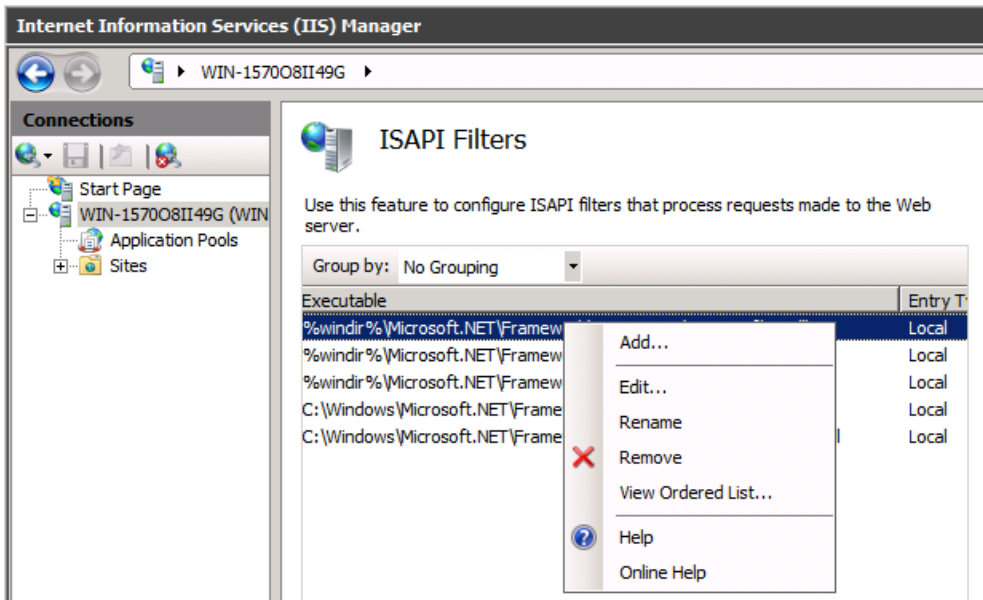 Internet Information Services (IIS) Manager
WIN-157OO8II49G
Connections
Start Page
WIN-157OO8II49G (WIN
Application Pools
Sites
ISAPI Filters
Use this feature to configure ISAPI filters that process requests made to the Web
server.
Group by: No Grouping
Executable Entry T
%windir%\Microsoft.NET\Framew Local
%windir%\Microsoft.NET\Framew Local
%windir%\Microsoft.NET\Framew Local
C:\Windows\Microsoft.NET\Frame Local
C:\Windows\Microsoft.NET\Frame l Local
Add...
Edit...
Rename
Remove
View Ordered List...
Help
Online Help